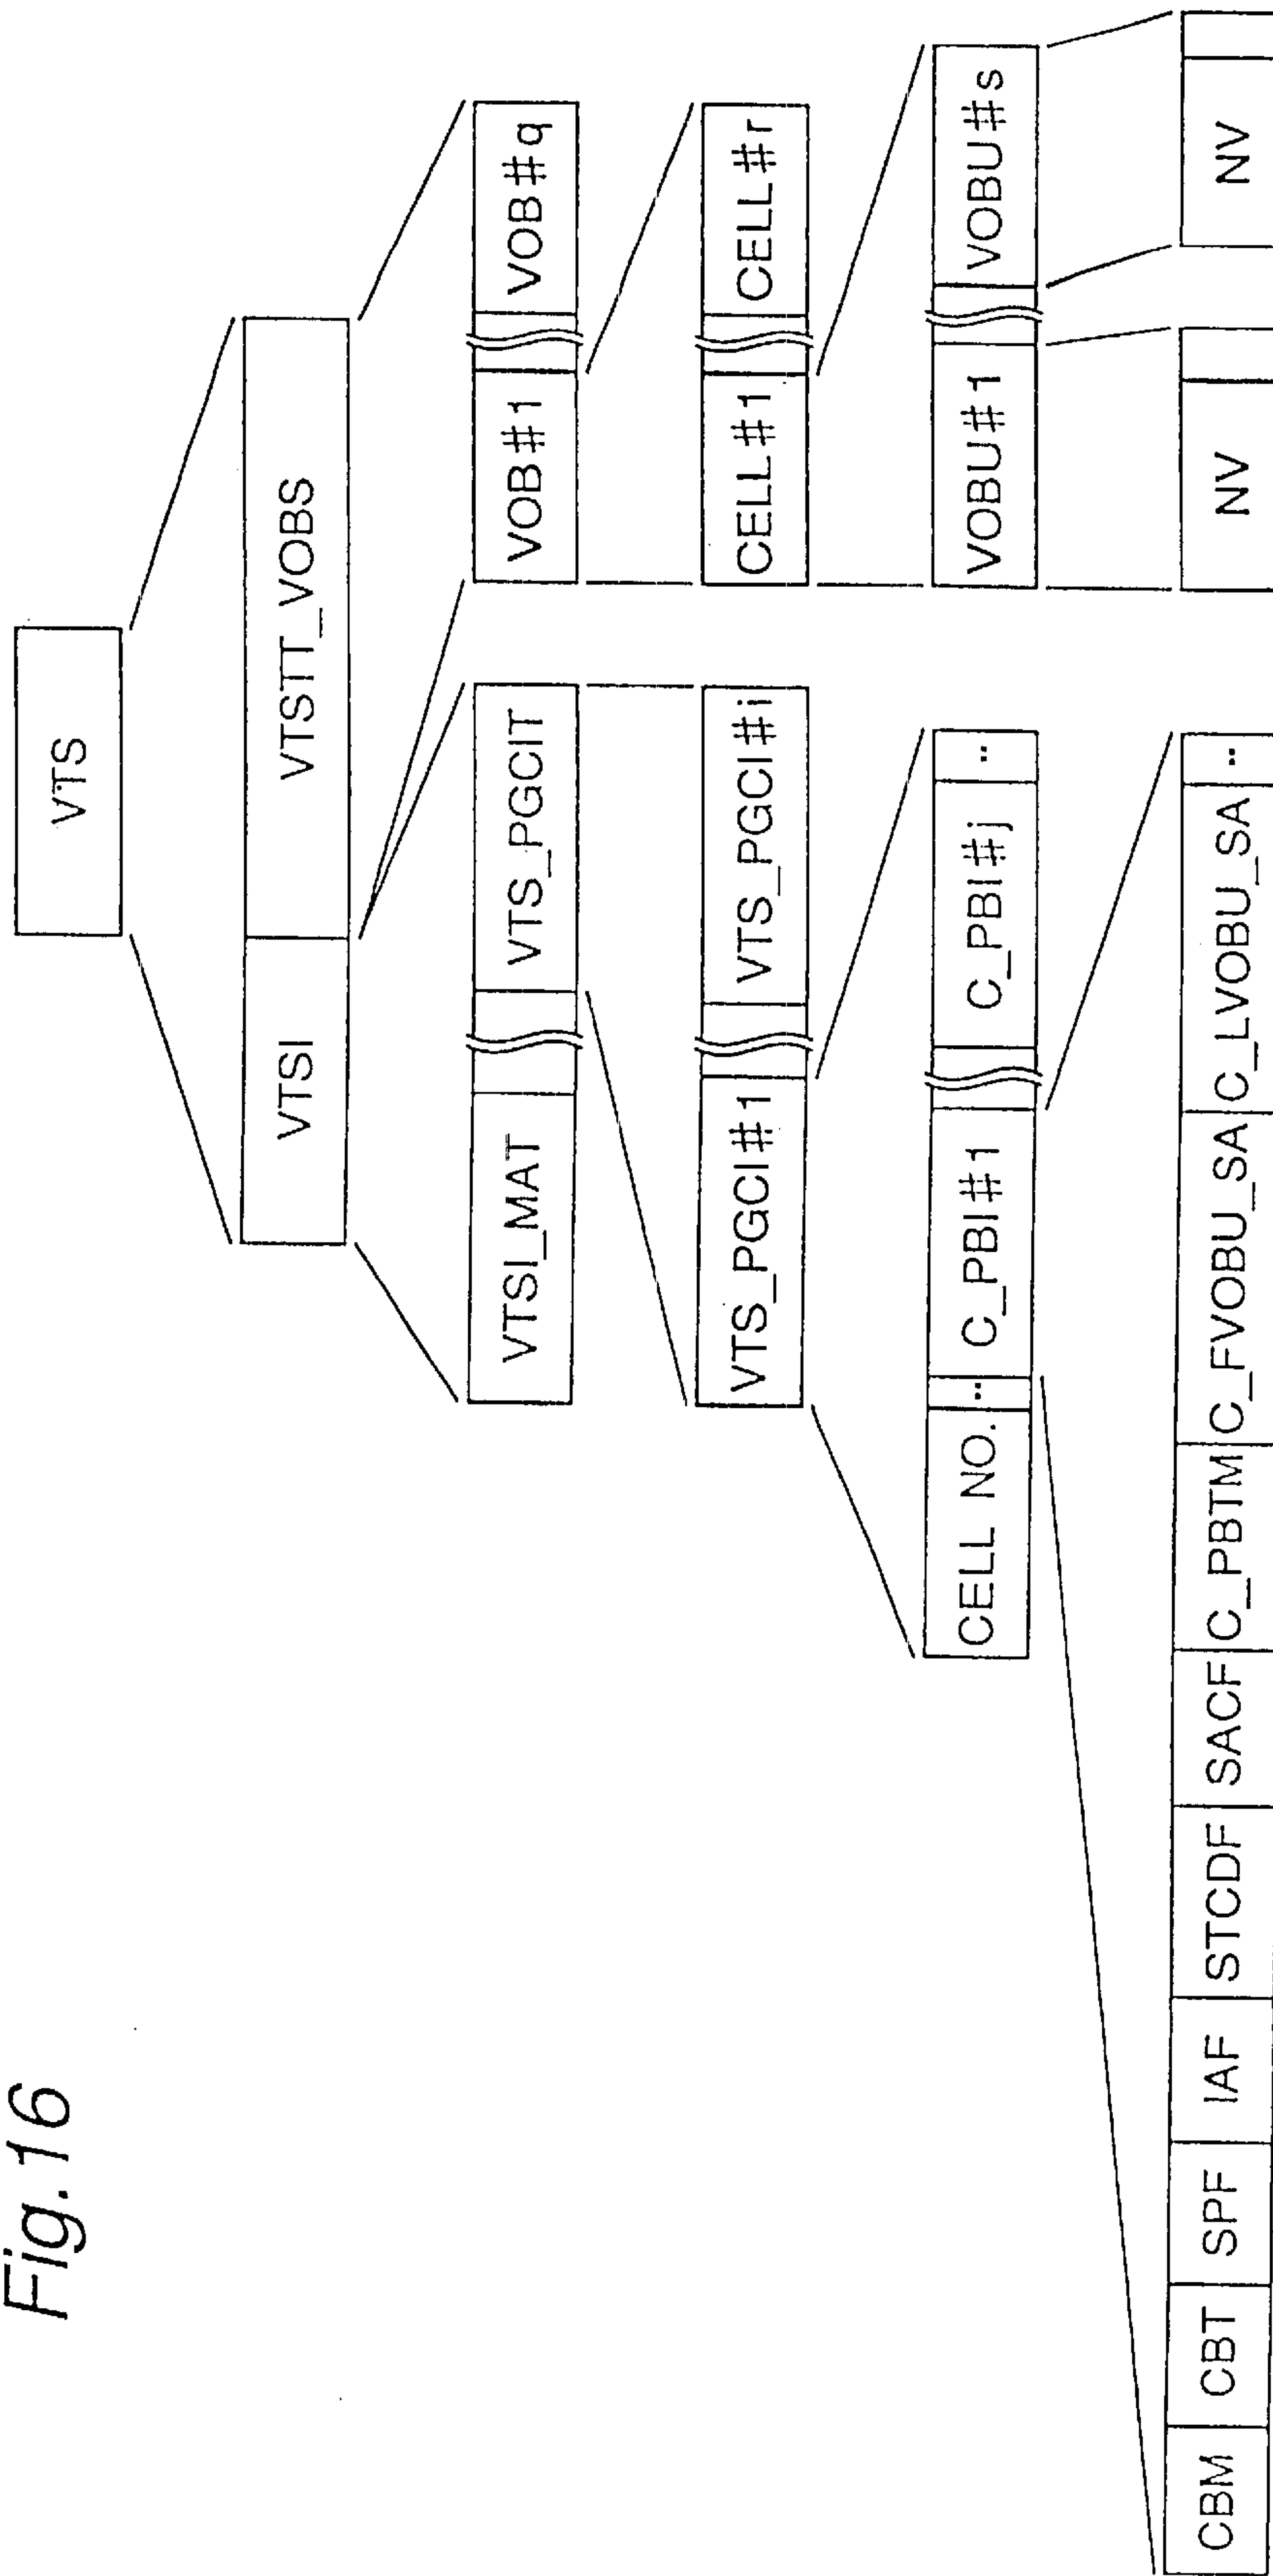 Fig.16
VTS
VTSI VTSTT_VOBS
VTSI_MAT VTS_PGCIT VOB#1 VOB#q
VTS_PGCI#1 VTS_PGCI#i CELL#1 CELL#r
CELL NO. .. C_PBI#1 C_PBI#j .. VOBU#1 VOBU#s
CBM CBT SPF IAF STCDF SACF C_PBTM C_FVOBU_SA C_LVOBU_SA .. NV NV